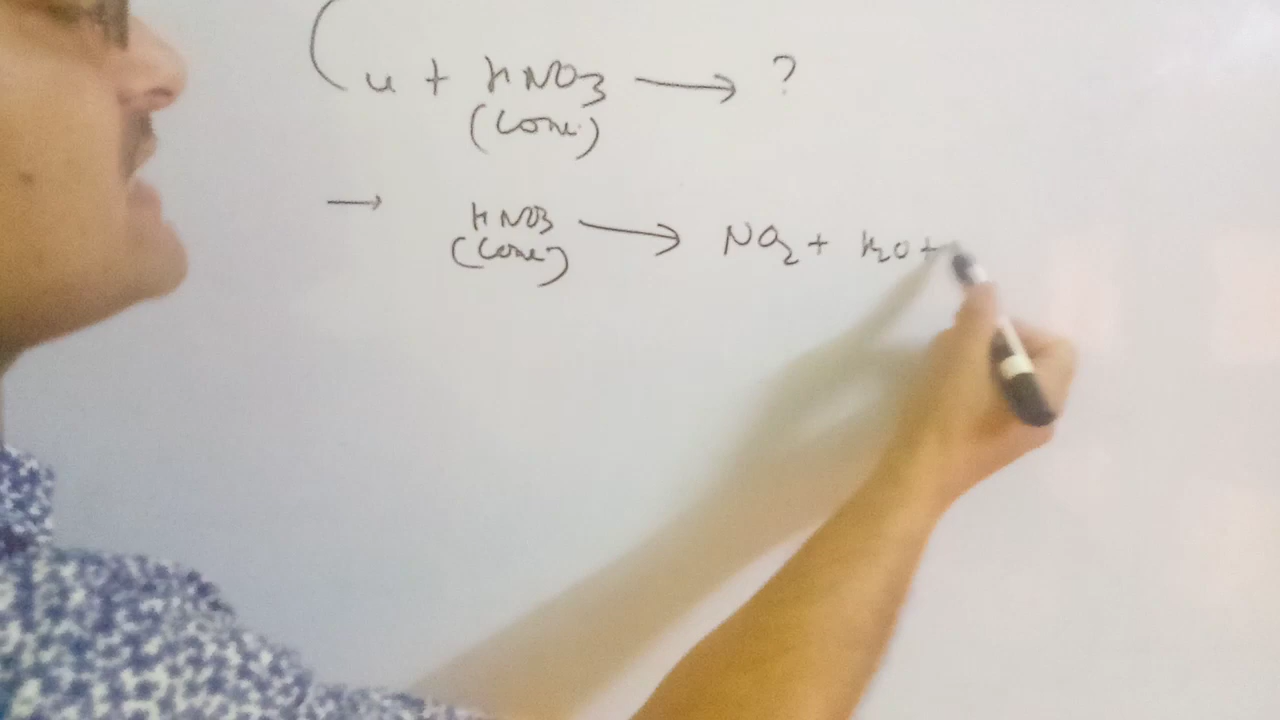 Cu + HNO3 → ?
(Conc.)
→ HNO3 → NO2 + H2O +
(Conc.)